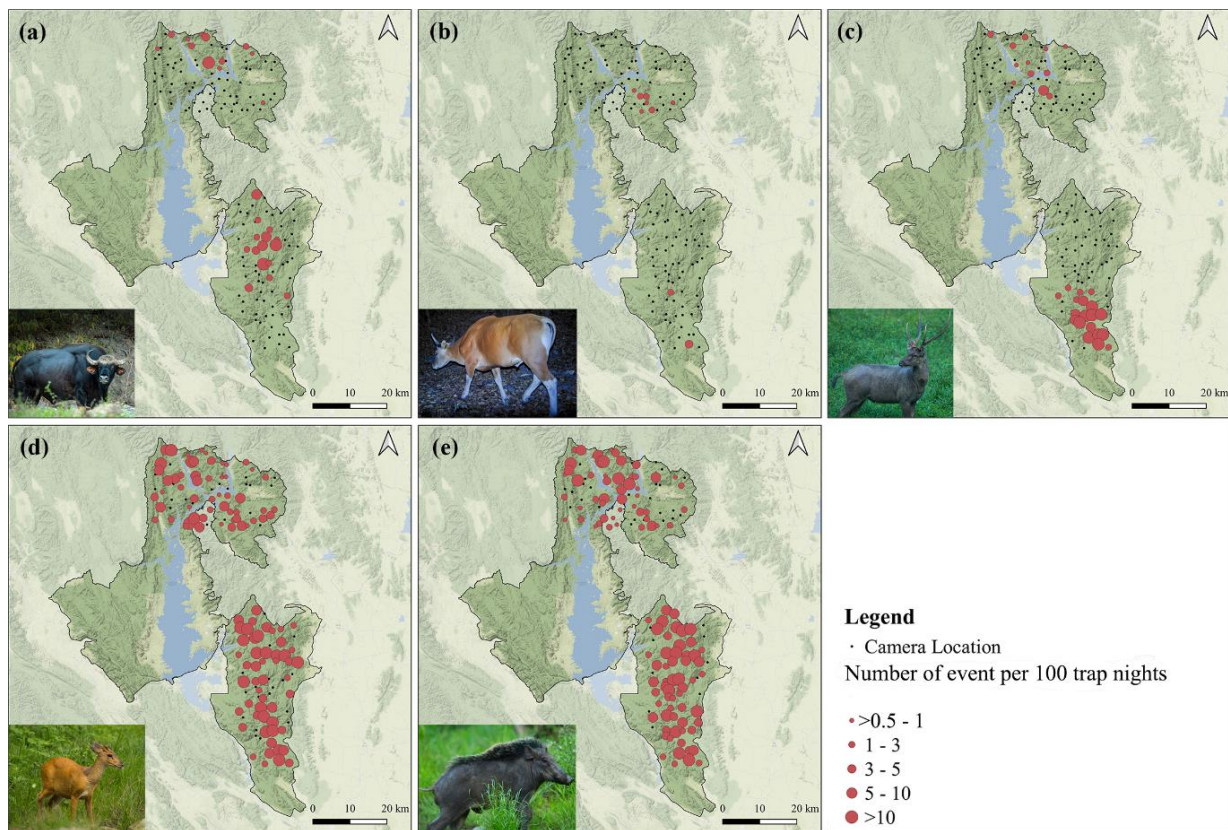 (a)
(b)
(c)
0 10 20 km
0 10 20 km
0 10 20 km
(d)
(e)
0 10 20 km
0 10 20 km
Legend
Camera Location
Number of event per 100 trap nights
>0.5 - 1
1 - 3
3 - 5
5 - 10
>10